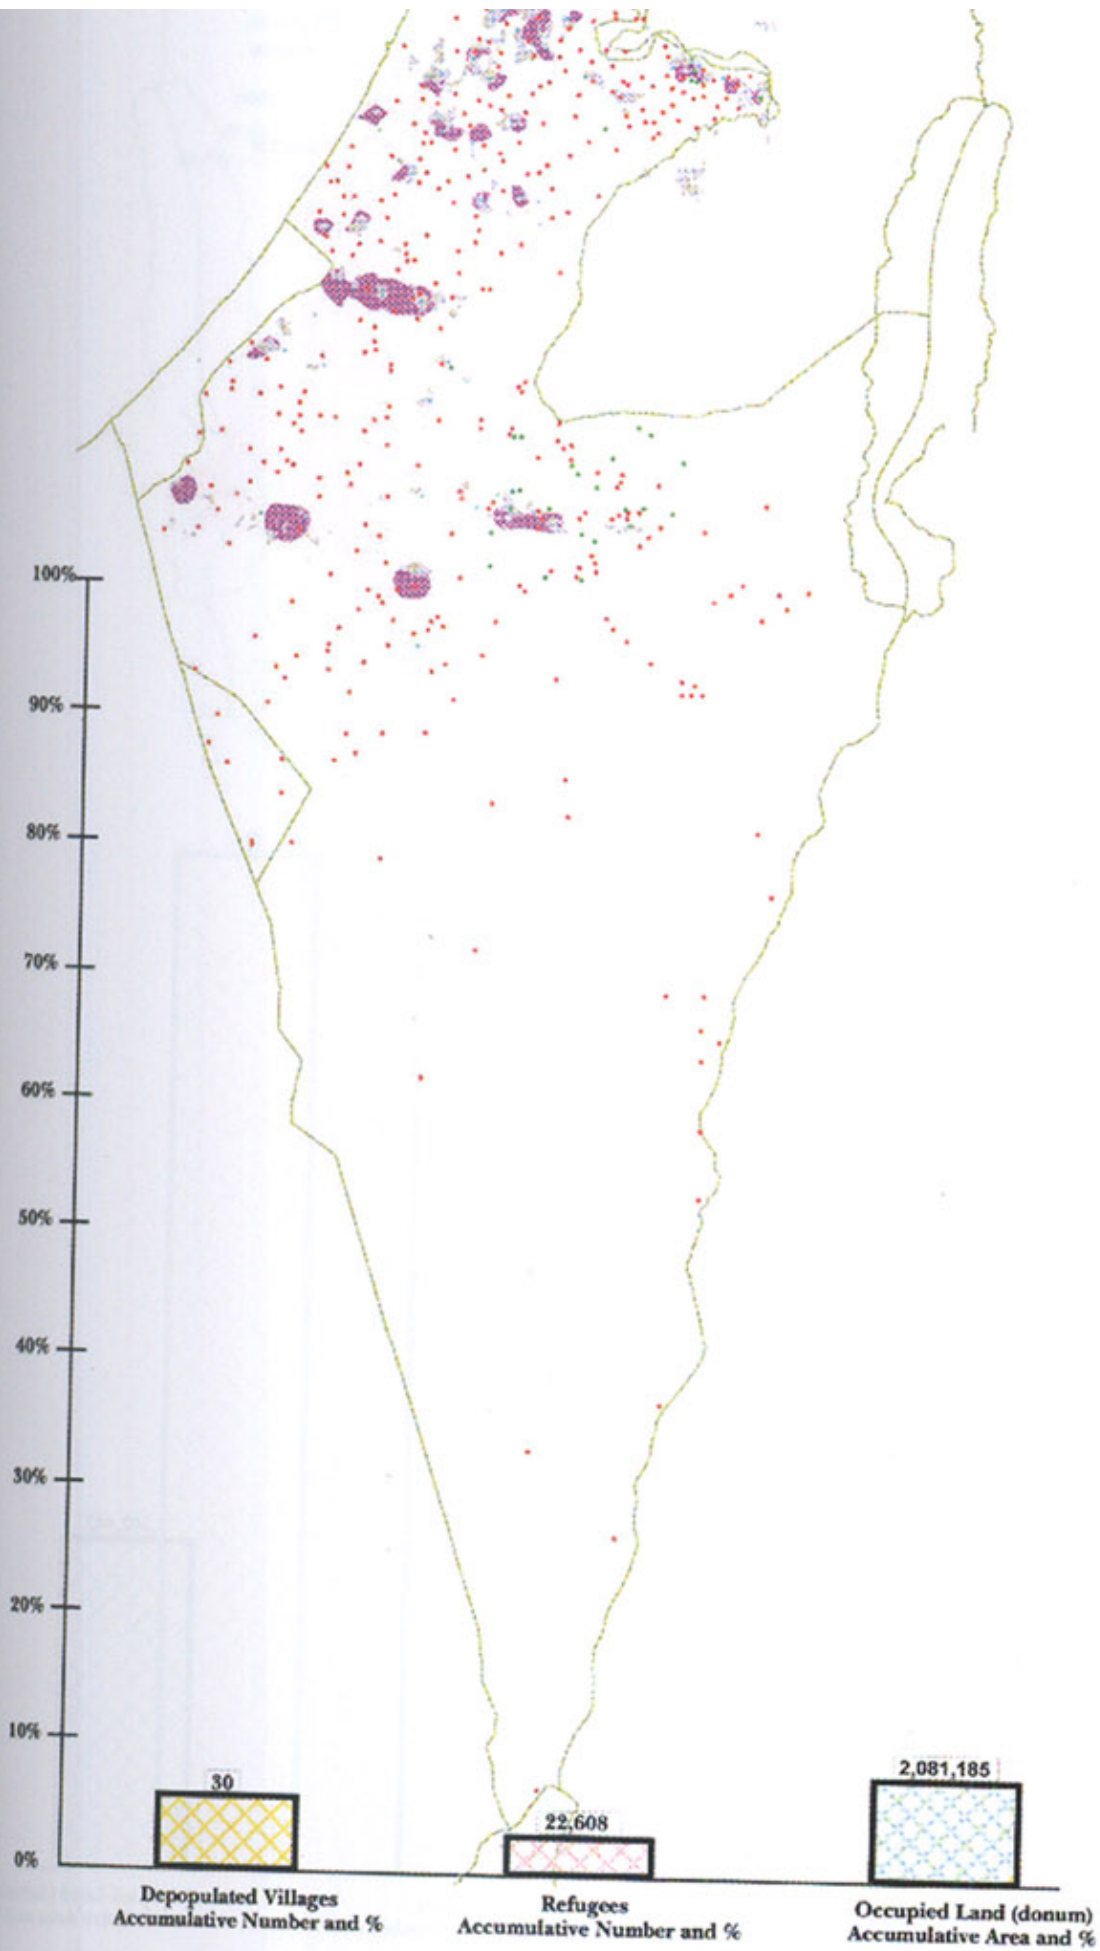 100%
90%
80%
70%
60%
50%
40%
30%
20%
10%
0%
30
22,608
2,081,185
Depopulated Villages
Accumulative Number and %
Refugees
Accumulative Number and %
Occupied Land (donum)
Accumulative Area and %